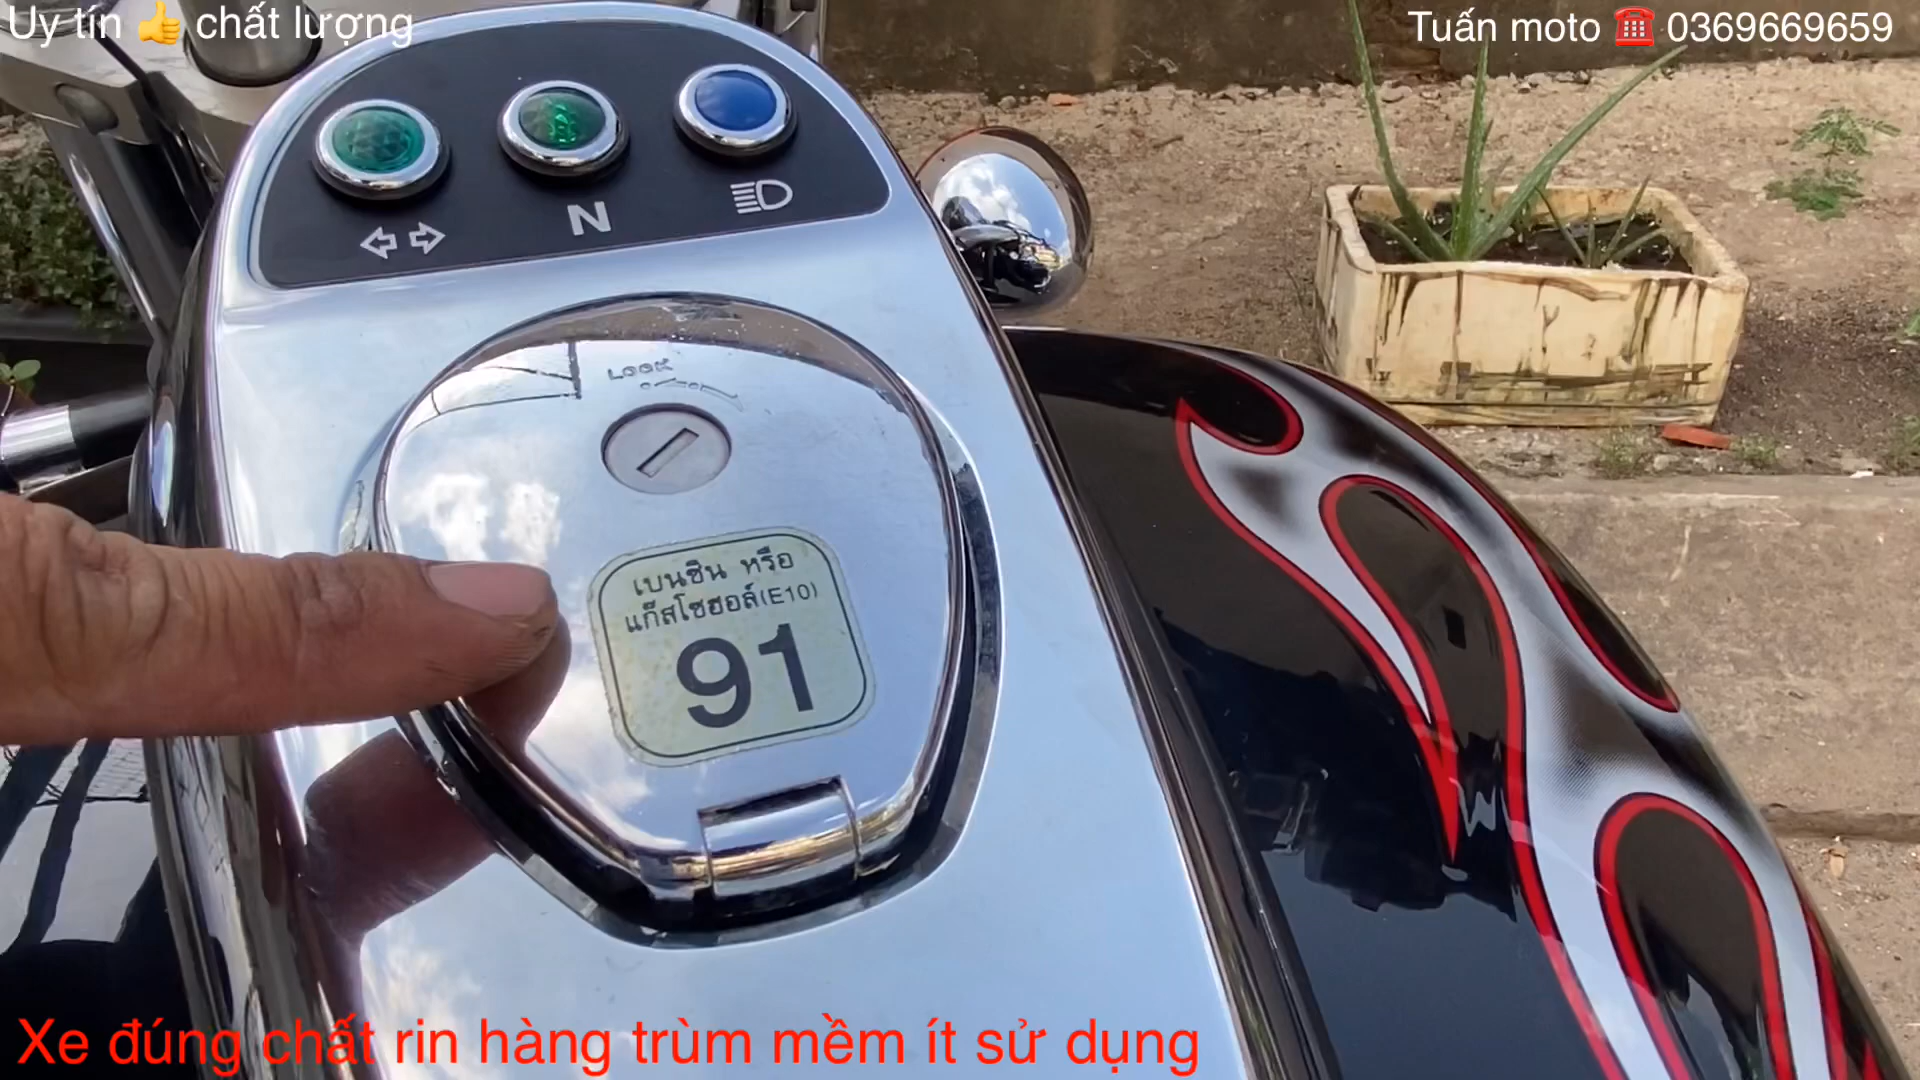 Uy tín 👍 chất lượng
Tuấn moto ☎️ 0369669659
N
LOCK
เบนซิน หรือ
แก๊สโซฮอล์(E10)
91
Xe đúng chất rin hàng trùm mềm ít sử dụng